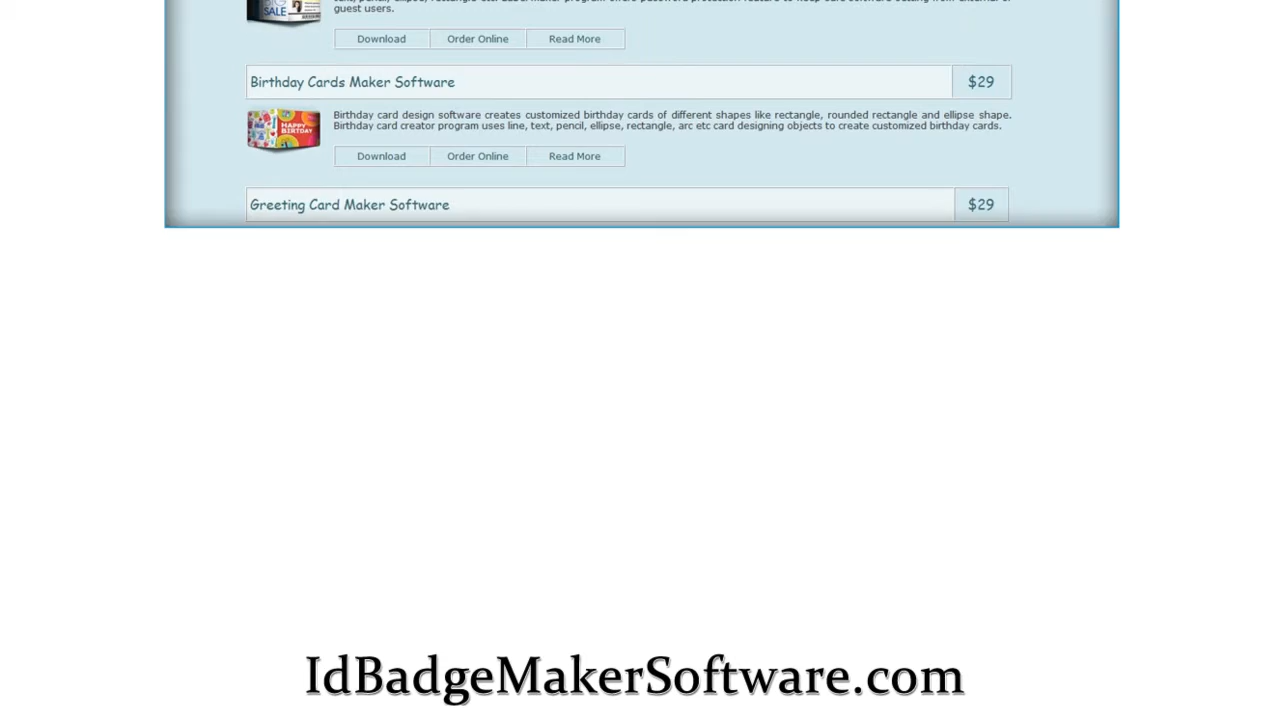 guest users.
Download Order Online Read More
Birthday Cards Maker Software $29
Birthday card design software creates customized birthday cards of different shapes like rectangle, rounded rectangle and ellipse shape.
HAPPY
BIRTDAY
Birthday card creator program uses line, text, pencil, ellipse, rectangle, arc etc card designing objects to create customized birthday cards.
Download Order Online Read More
Greeting Card Maker Software $29
IdBadgeMakerSoftware.com